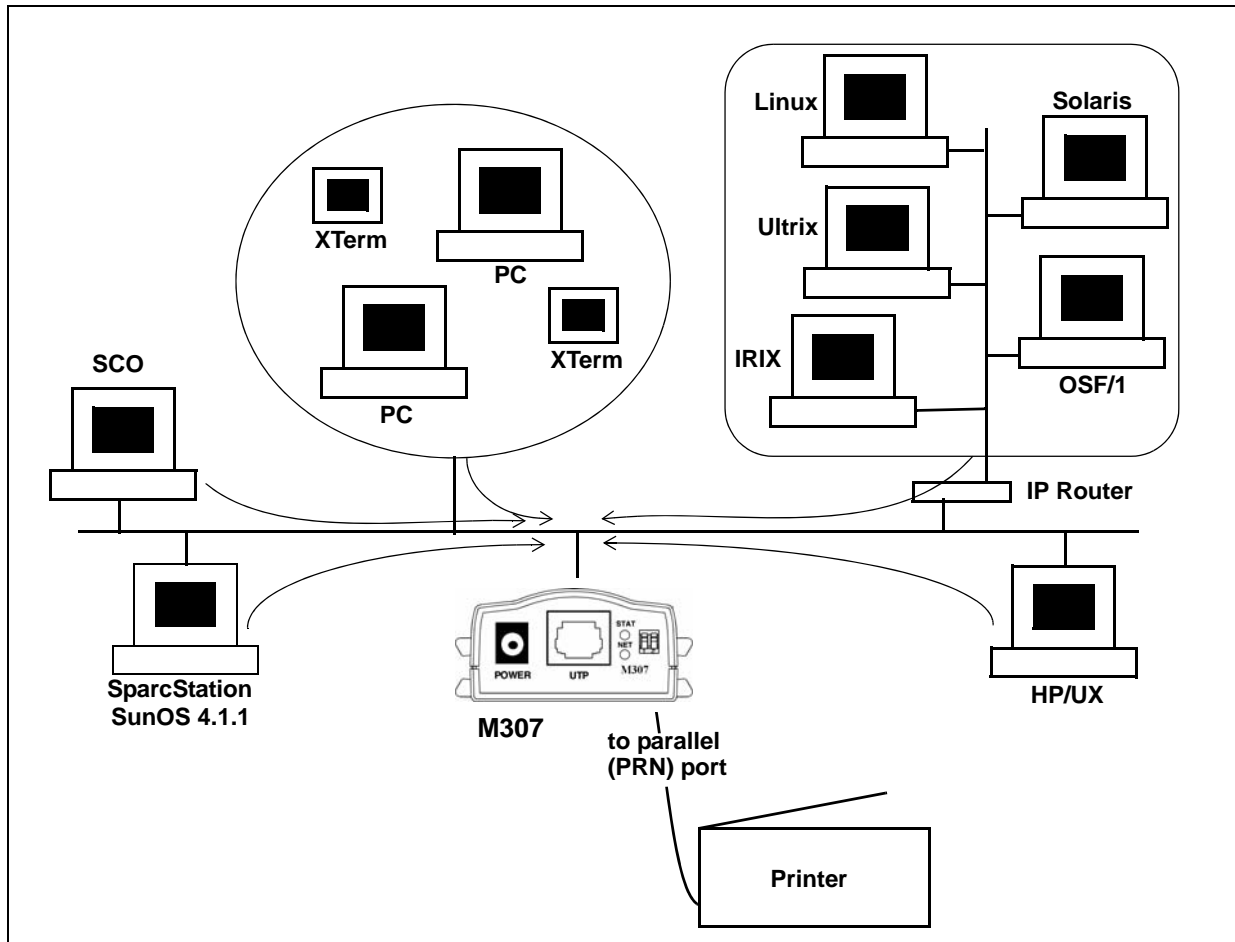 Linux
Solaris
XTerm
PC
Ultrix
PC
XTerm
IRIX
OSF/1
SCO
IP Router
SparcStation
SunOS 4.1.1
POWER
UTP
STAT
NET
M307
HP/UX
M307
to parallel
(PRN) port
Printer